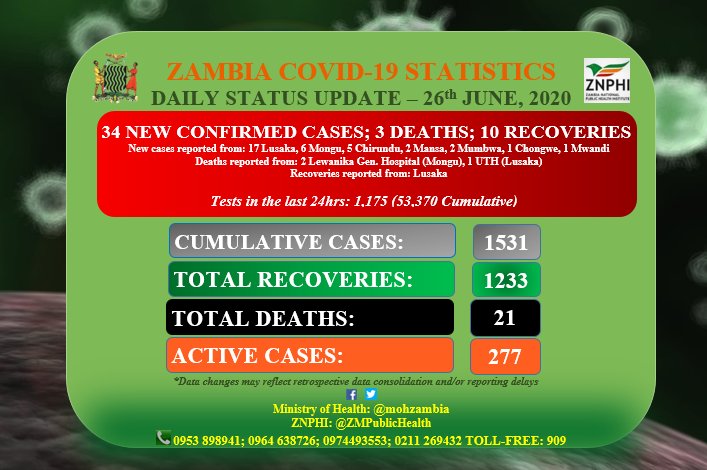 ZAMBIA COVID-19 STATISTICS
ZNPHI
ZAMBIA NATIONAL
PUBLIC HEALTH INSTITUTE
DAILY STATUS UPDATE – 26th JUNE, 2020
34 NEW CONFIRMED CASES; 3 DEATHS; 10 RECOVERIES
New cases reported from: 17 Lusaka, 6 Mongu, 5 Chirundu, 2 Mansa, 2 Mumbwa, 1 Chongwe, 1 Mwandi
Deaths reported from: 2 Lewanika Gen. Hospital (Mongu), 1 UTH (Lusaka)
Recoveries reported from: Lusaka
Tests in the last 24hrs: 1,175 (53,370 Cumulative)
CUMULATIVE CASES: 1531
TOTAL RECOVERIES: 1233
TOTAL DEATHS: 21
ACTIVE CASES: 277
*Data changes may reflect retrospective data consolidation and/or reporting delays
Ministry of Health: @mohzambia
ZNPHI: @ZMPublicHealth
0953 898941; 0964 638726; 0974493553; 0211 269432 TOLL-FREE: 909